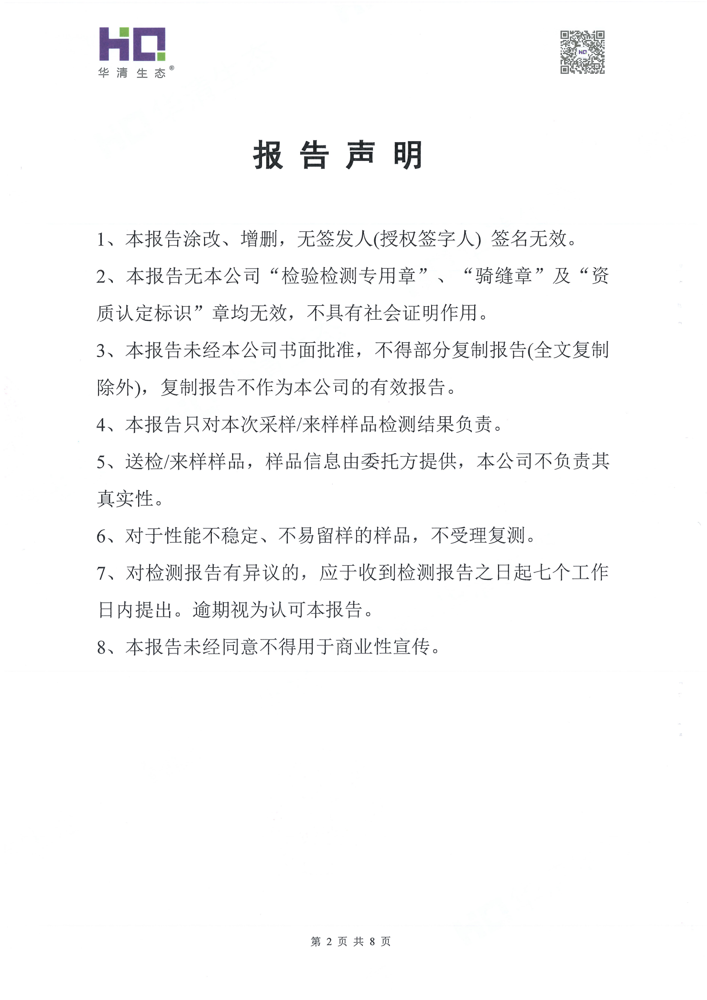 HQ
华清生态®
HQ
报告声明
1、本报告涂改、增删，无签发人(授权签字人) 签名无效。
2、本报告无本公司“检验检测专用章”、“骑缝章”及“资
质认定标识”章均无效，不具有社会证明作用。
3、本报告未经本公司书面批准，不得部分复制报告(全文复制
除外)，复制报告不作为本公司的有效报告。
4、本报告只对本次采样/来样样品检测结果负责。
5、送检/来样样品，样品信息由委托方提供，本公司不负责其
真实性。
6、对于性能不稳定、不易留样的样品，不受理复测。
7、对检测报告有异议的，应于收到检测报告之日起七个工作
日内提出。逾期视为认可本报告。
8、本报告未经同意不得用于商业性宣传。
第 2 页 共 8 页